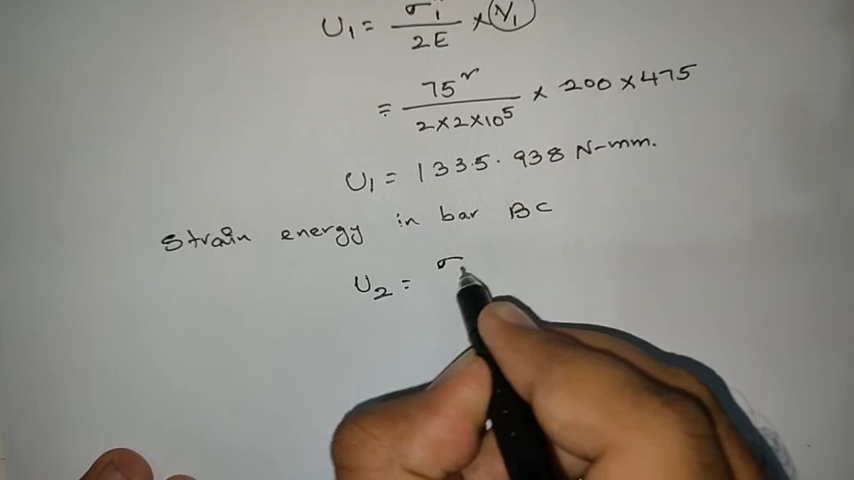 U₁ = σ₁ / 2E × V₁
= 75² / 2×2×10⁵ × 200 × 475
U₁ = 1335.938 N-mm.
Strain energy in bar BC
U₂ = σ